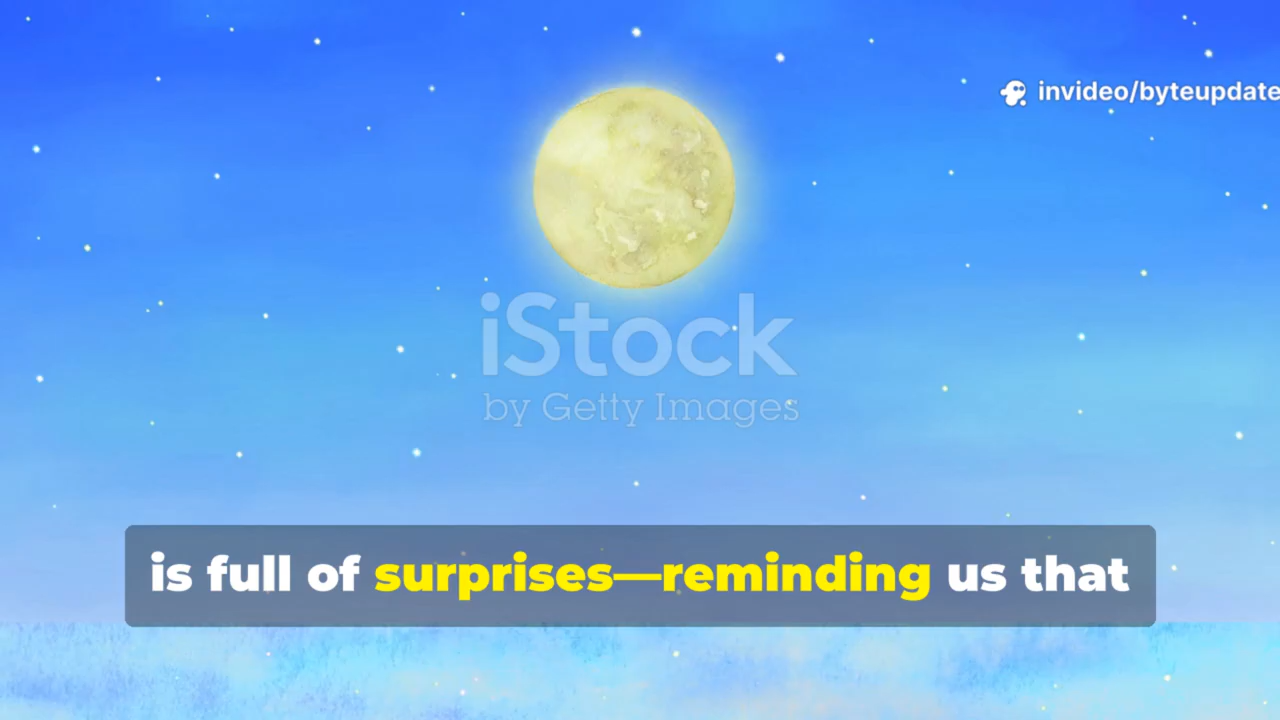 invideo/byteupdate
iStock
by Getty Images
is full of surprises—reminding us that